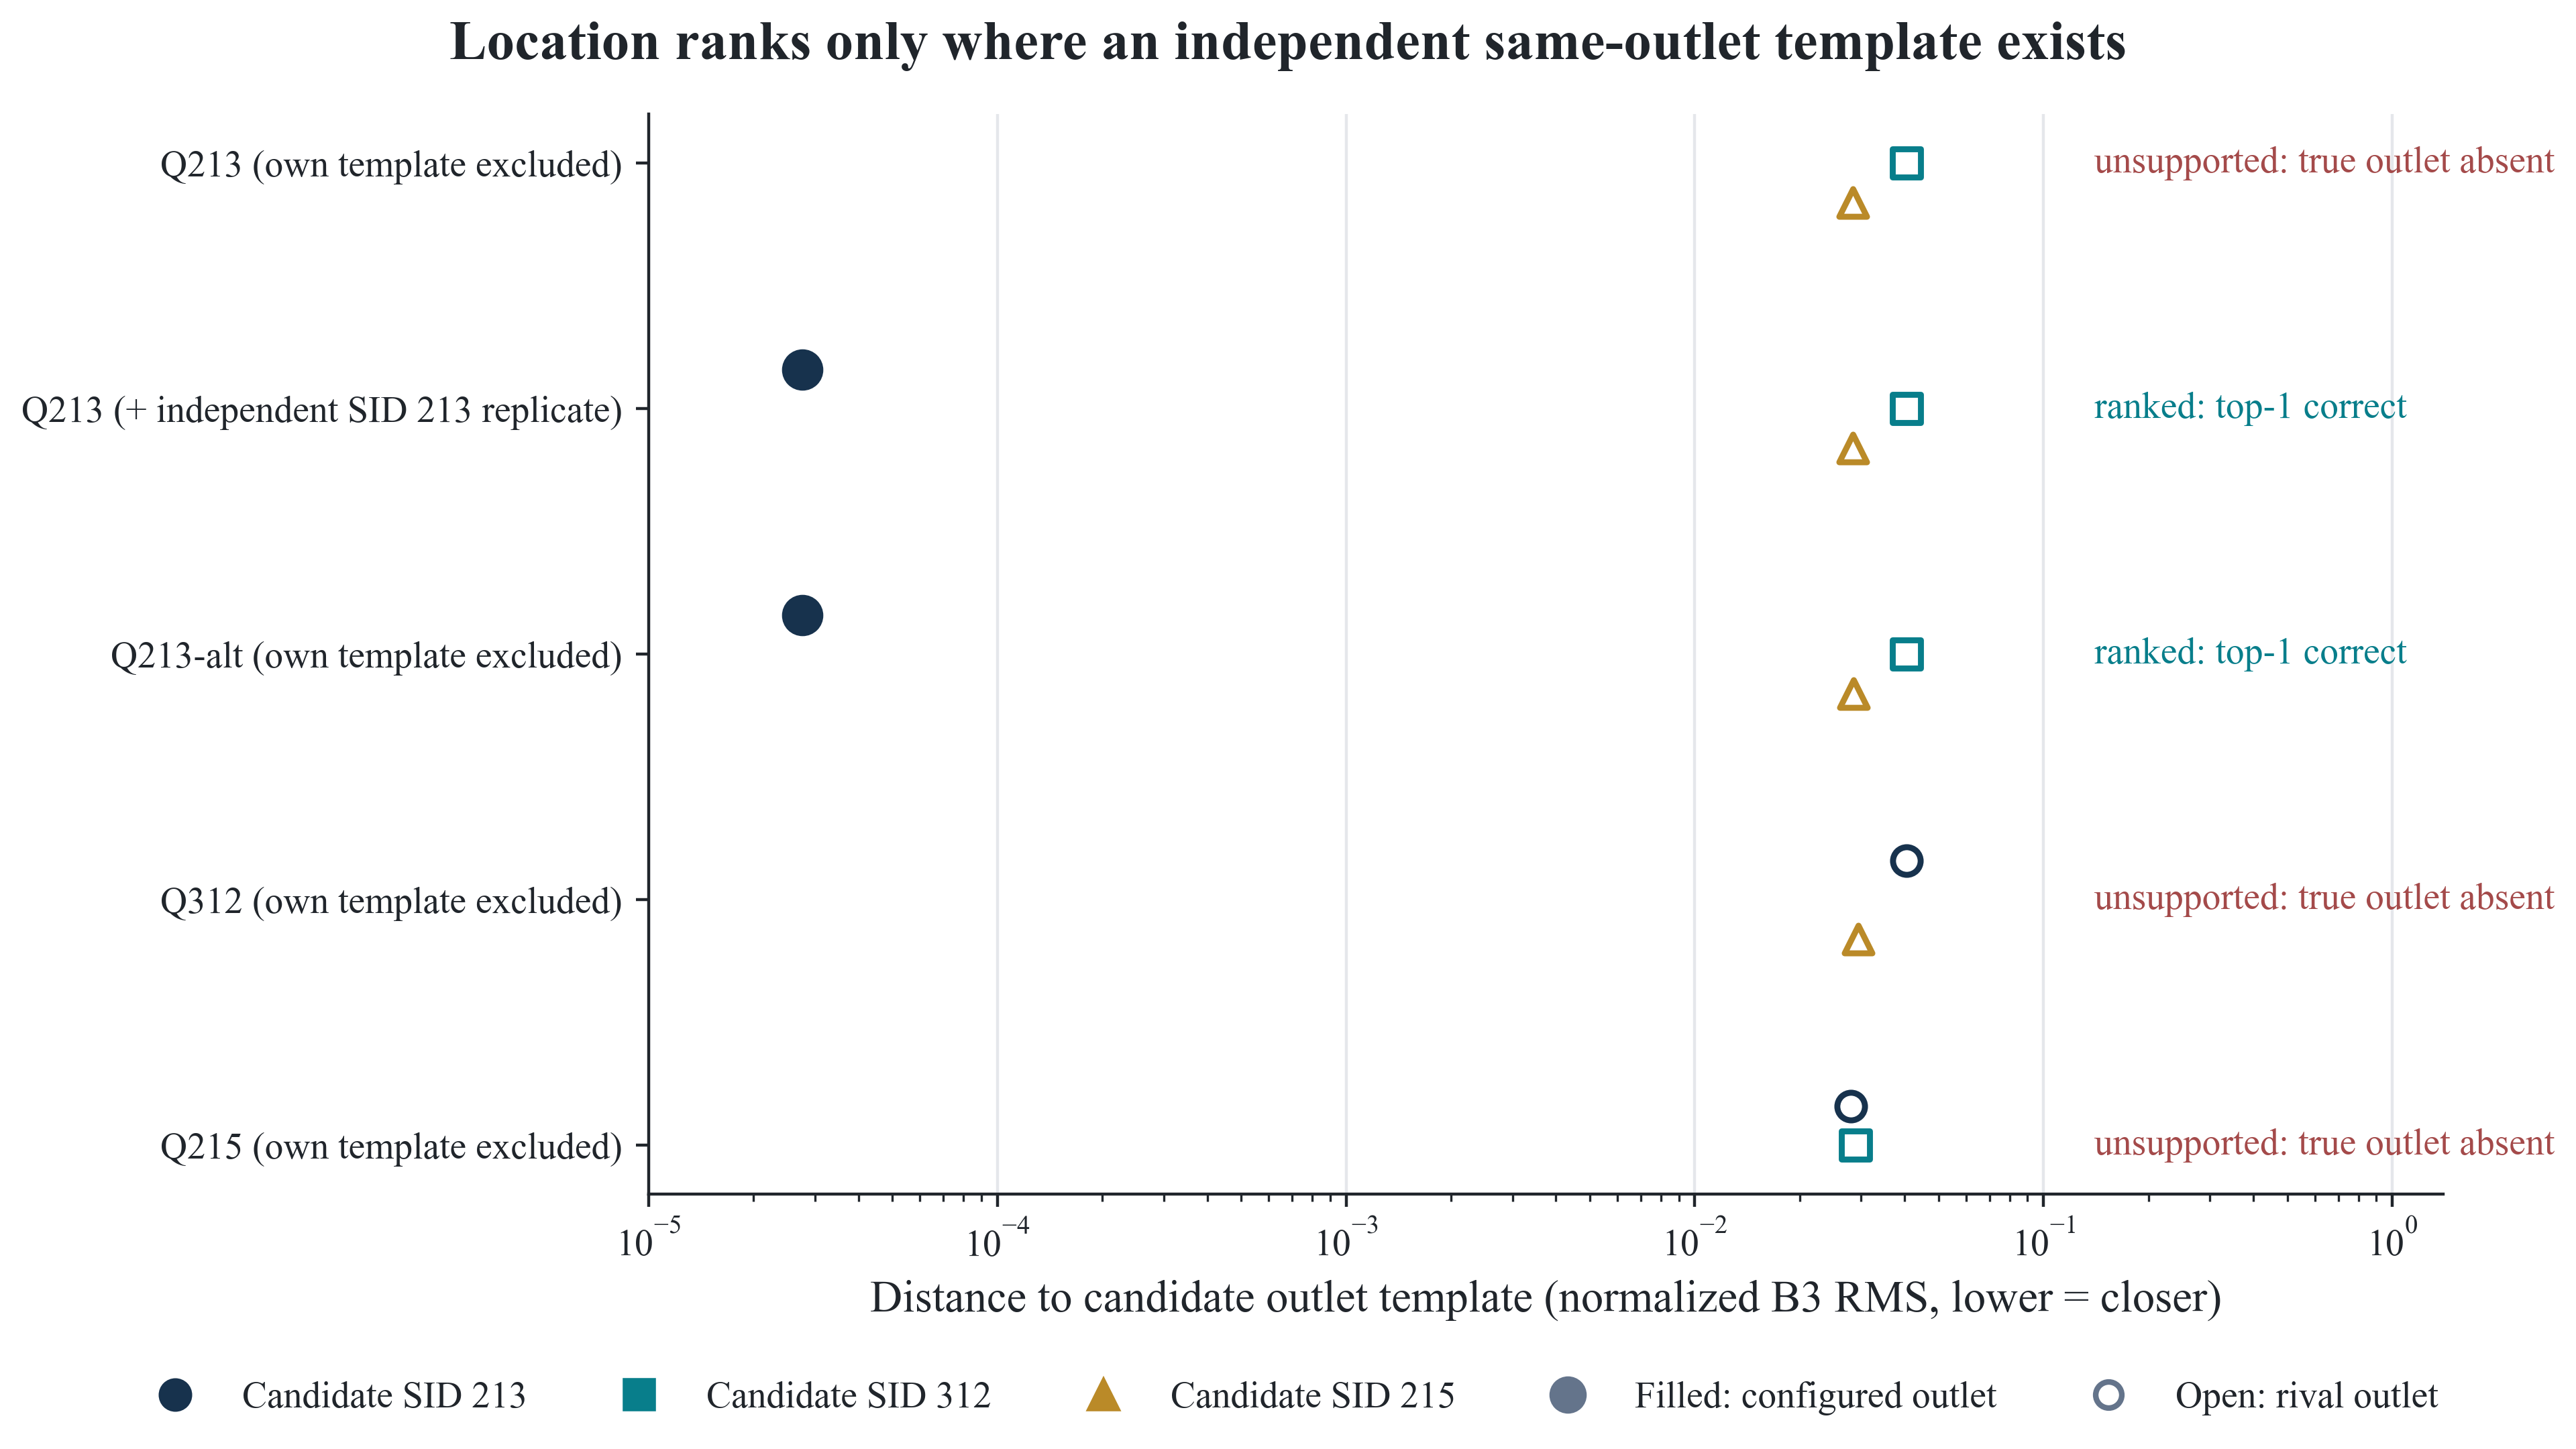 Location ranks only where an independent same-outlet template exists
Q213 (own template excluded)
unsupported: true outlet absent
Q213 (+ independent SID 213 replicate)
ranked: top-1 correct
Q213-alt (own template excluded)
ranked: top-1 correct
Q312 (own template excluded)
unsupported: true outlet absent
Q215 (own template excluded)
unsupported: true outlet absent
10⁻⁵ 10⁻⁴ 10⁻³ 10⁻² 10⁻¹ 10⁰
Distance to candidate outlet template (normalized B3 RMS, lower = closer)
Candidate SID 213 Candidate SID 312 Candidate SID 215 Filled: configured outlet Open: rival outlet